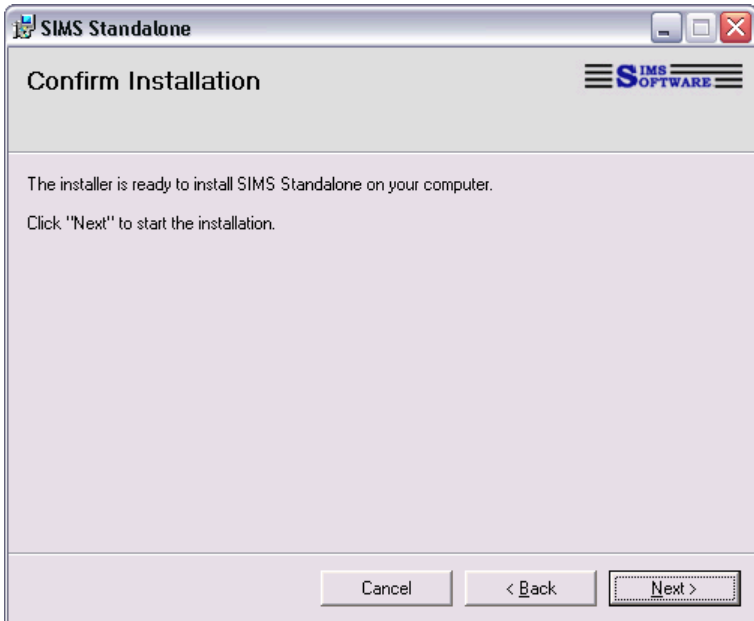 SIMS Standalone
Confirm Installation
SIMS
SOFTWARE
The installer is ready to install SIMS Standalone on your computer.
Click "Next" to start the installation.
Cancel
< Back
Next >